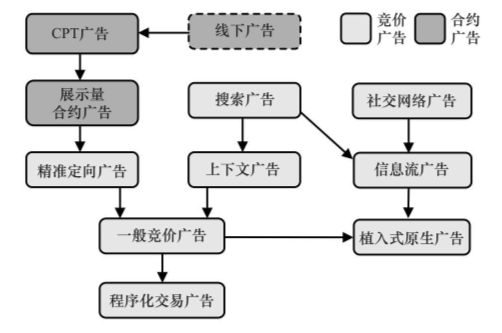 CPT广告
线下广告
竞价
广告
合约
广告
展示量
合约广告
搜索广告
社交网络广告
精准定向广告
上下文广告
信息流广告
一般竞价广告
植入式原生广告
程序化交易广告